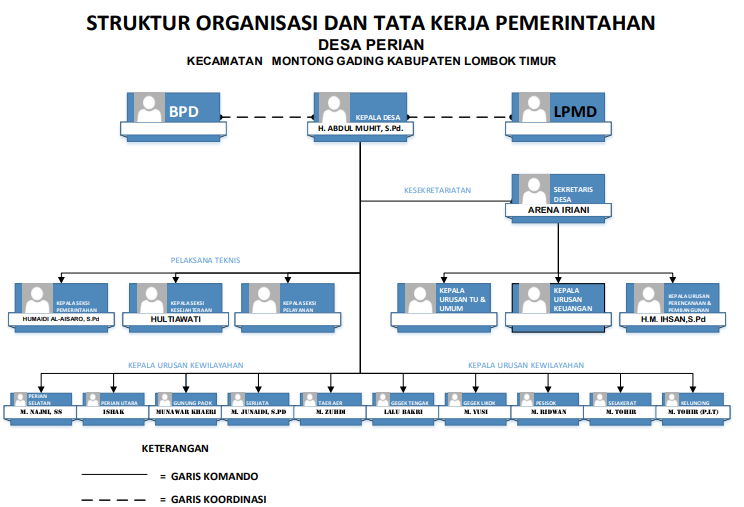 STRUKTUR ORGANISASI DAN TATA KERJA PEMERINTAHAN
DESA PERIAN
KECAMATAN MONTONG GADING KABUPATEN LOMBOK TIMUR
BPD
KEPALA DESA
H. ABDUL MUHIT, S.Pd.
LPMD
KESEKRETARIATAN
SEKRETARIS
DESA
ARENA IRIANI
PELAKSANA TEKNIS
KEPALA SEKSI
PEMERINTAHAN
HUMAIDI AL-AISARO, S.Pd
KEPALA SEKSI
KESEJAHTERAAN
HULTIAWATI
KEPALA SEKSI
PELAYANAN
KEPALA
URUSAN TU &
UMUM
KEPALA
URUSAN
KEUANGAN
KEPALA URUSAN
PERENCANAAN &
PEMBANGUNAN
H.M. IHSAN,S.Pd
KEPALA URUSAN KEWILAYAHAN
KEPALA URUSAN KEWILAYAHAN
PERIAN
SELATAN
M. NAJMI, SS
PERIAN UTARA
ISHAK
GUNUNG PAOK
MUNAWAR KHAERI
SERUATA
M. JUNAIDI, S.PD
TAER AER
M. ZUHDI
GEGEK TENGAK
LALU BAKRI
GEGEK LIKOK
M. YUSI
PESISOK
M. RIDWAN
SELAKERAT
M. TOHIR
KELUNCING
M. TOHIR (P.J.T)
KETERANGAN
= GARIS KOMANDO
= GARIS KOORDINASI